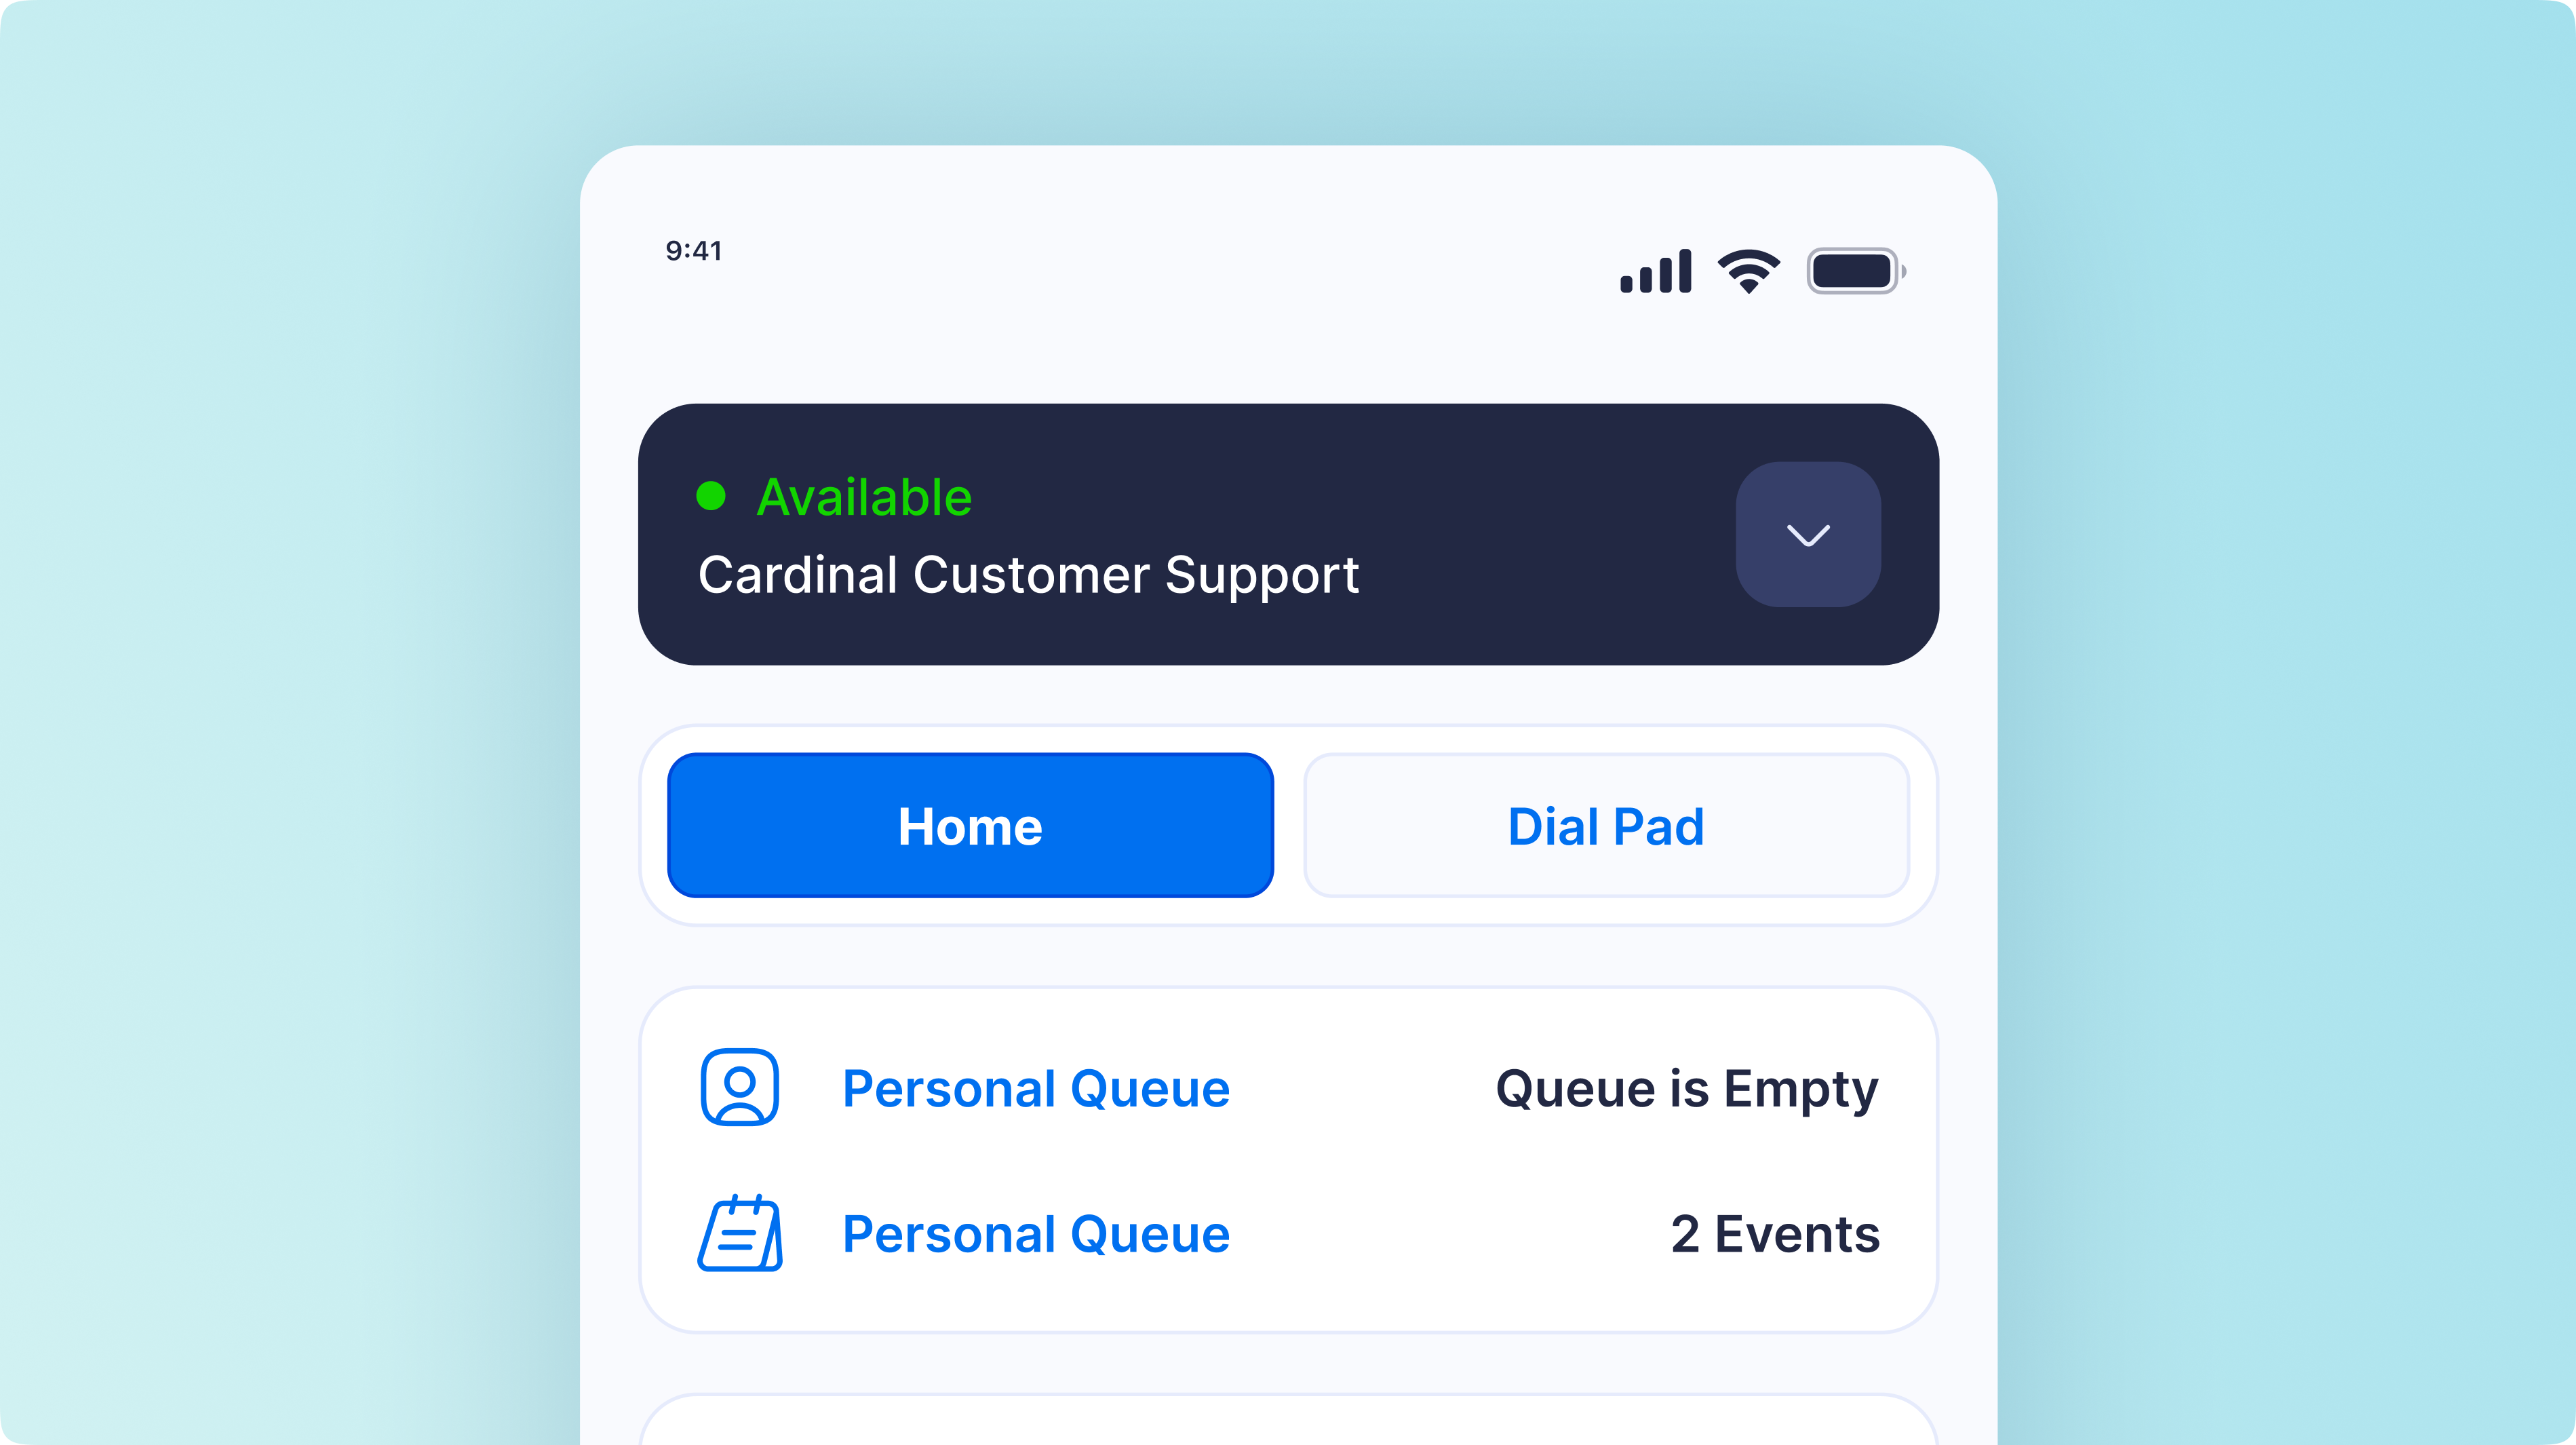 9:41
Available
Cardinal Customer Support
Home
Dial Pad
Personal Queue
Queue is Empty
Personal Queue
2 Events